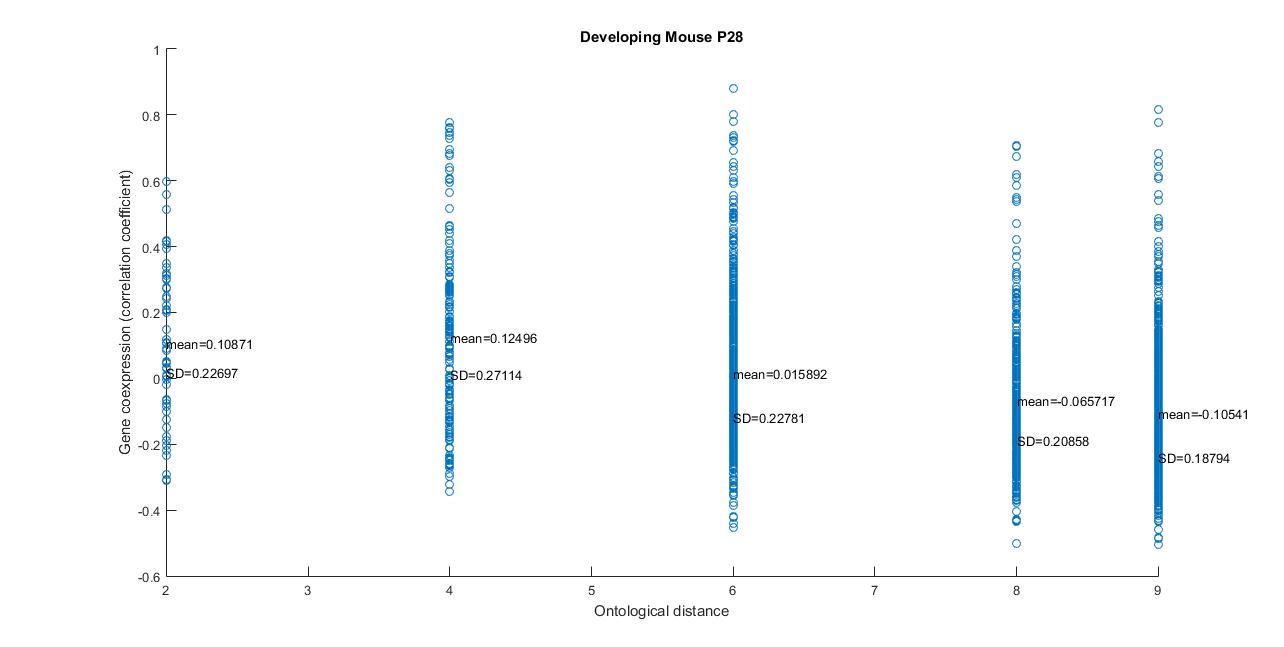 Developing Mouse P28
Gene coexpression (correlation coefficient)
1
0.8
0.6
0.4
0.2
0
-0.2
-0.4
-0.6
mean=0.10871
SD=0.22697
mean=0.12496
SD=0.27114
mean=0.015892
SD=0.22781
mean=-0.065717
SD=0.20858
mean=-0.10541
SD=0.18794
2 3 4 5 6 7 8 9
Ontological distance